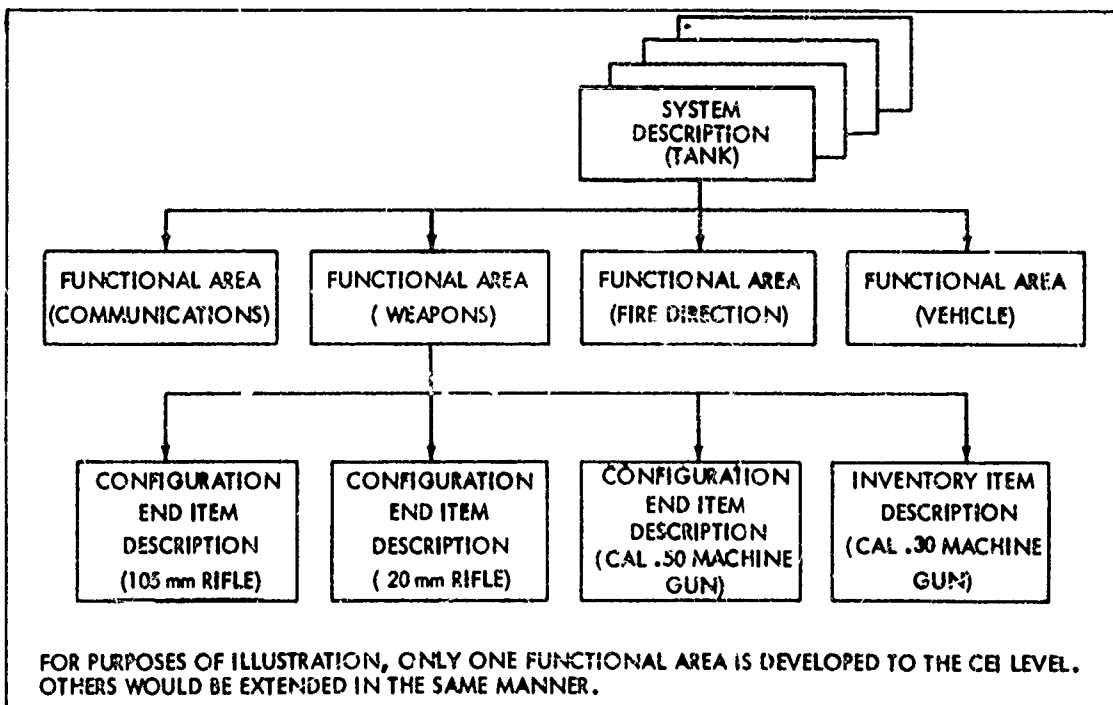 SYSTEM
DESCRIPTION
(TANK)
FUNCTIONAL AREA
(COMMUNICATIONS)
FUNCTIONAL AREA
( WEAPONS)
FUNCTIONAL AREA
(FIRE DIRECTION)
FUNCTIONAL AREA
(VEHICLE)
CONFIGURATION
END ITEM
DESCRIPTION
(105 mm RIFLE)
CONFIGURATION
END ITEM
DESCRIPTION
( 20 mm RIFLE)
CONFIGURATION
END ITEM
DESCRIPTION
(CAL .50 MACHINE
GUN)
INVENTORY ITEM
DESCRIPTION
(CAL .30 MACHINE
GUN)
FOR PURPOSES OF ILLUSTRATION, ONLY ONE FUNCTIONAL AREA IS DEVELOPED TO THE CEI LEVEL.
OTHERS WOULD BE EXTENDED IN THE SAME MANNER.